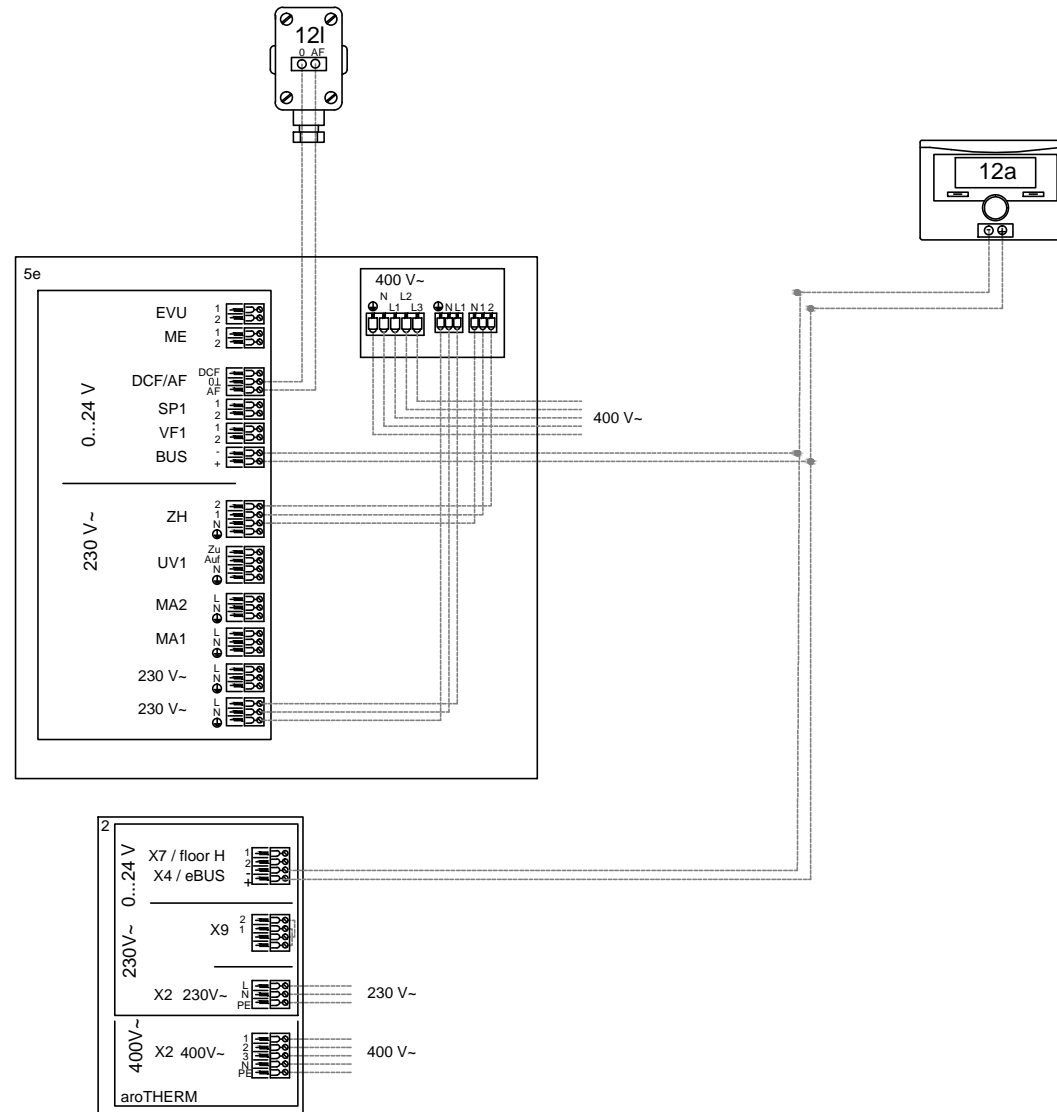 12l
0 AF
12a
5e
400 V~
N L2
L1 L3
N L1 N 1 2
EVU 1
2
ME 1
2
DCF/AF DCF
0⊥
AF
0...24 V
SP1 1
2
VF1 1
2
BUS -
+
400 V~
230 V~
ZH 2
1
N
UV1 Zu
Auf
N
MA2 L
N
MA1 L
N
230 V~ L
N
230 V~ L
N
2
0...24 V
X7 / floor H 1
2
X4 / eBUS -
+
230V~
X9 2
1
X2 230V~ L
N
PE
230 V~
400V~
X2 400V~ 1
2
3
N
PE
400 V~
aroTHERM